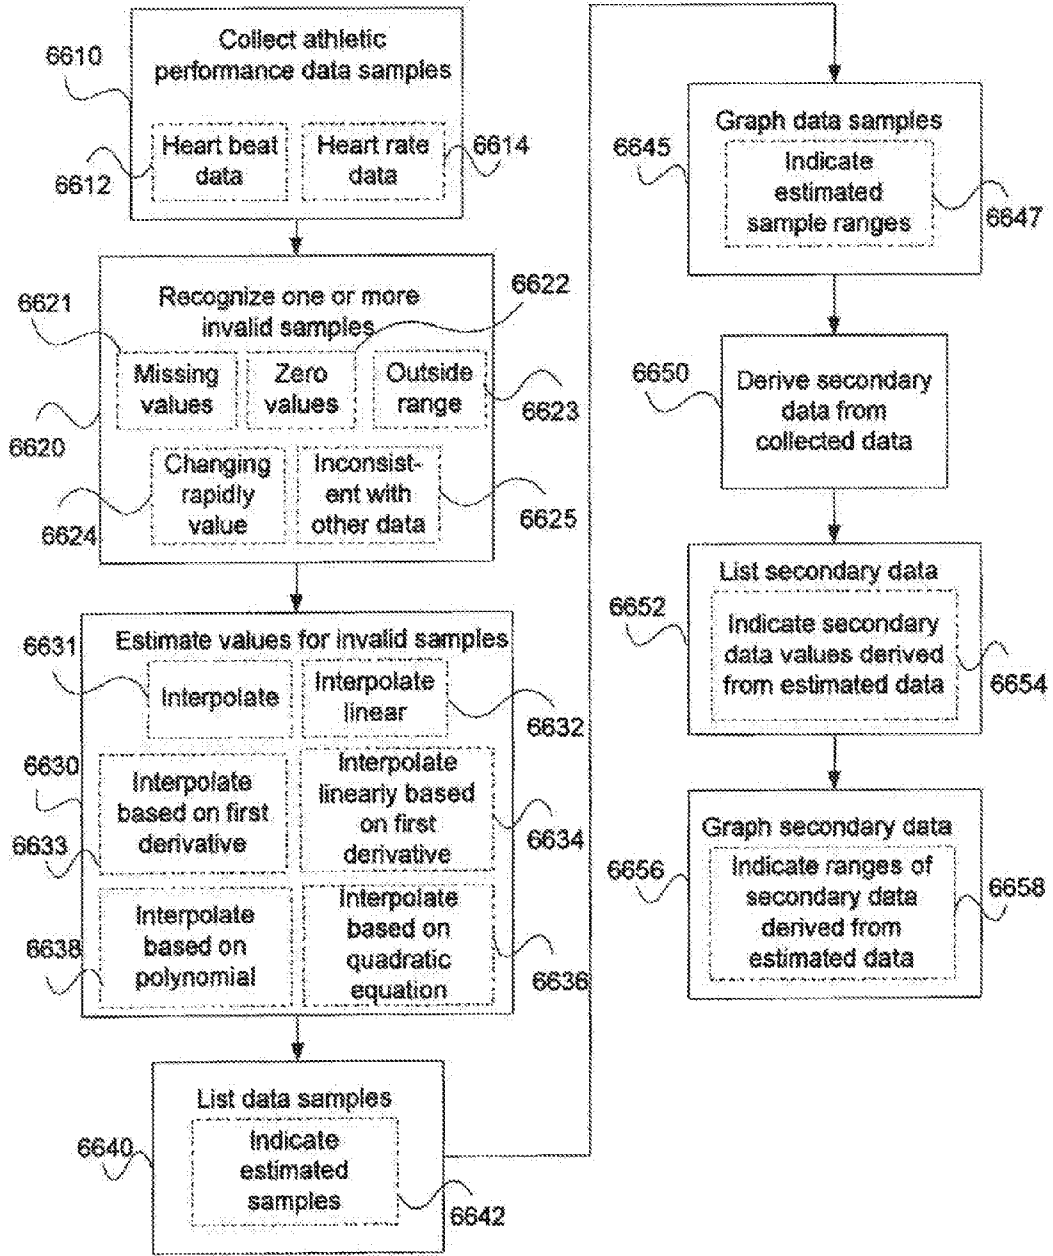 Collect athletic
performance data samples
6610
Heart beat
data
Heart rate
data
6612
6614
Recognize one or more
invalid samples
6621
6622
Missing
values
Zero
values
Outside
range
6620
6623
Changing
rapidly
value
Inconsist-
ent with
other data
6624
6625
Estimate values for invalid samples
6631
Interpolate
Interpolate
linear
6632
6630
Interpolate
based on first
derivative
Interpolate
linearly based
on first
derivative
6633
6634
Interpolate
based on
polynomial
Interpolate
based on
quadratic
equation
6638
6636
List data samples
Indicate
estimated
samples
6640
6642
Graph data samples
6645
Indicate
estimated
sample ranges
6647
6650
Derive secondary
data from
collected data
List secondary data
6652
Indicate secondary
data values derived
from estimated data
6654
Graph secondary data
6656
Indicate ranges of
secondary data
derived from
estimated data
6658